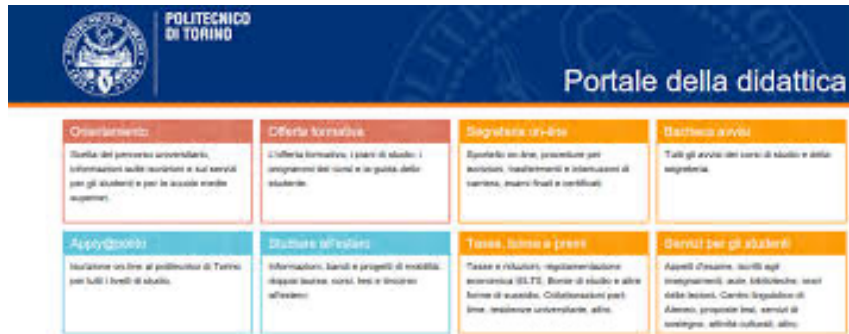 POLITECNICO
DI TORINO
Portale della didattica
Orientamento
Scelta del percorso universitario,
informazioni sulle iscrizioni e sui servizi
per gli studenti e per le scuole medie
superiori.
Offerta formativa
L'offerta formativa, i piani di studio, i
programmi dei corsi e la guida dello
studente.
Segreteria on-line
Sportello on-line, procedure per
iscrizioni, trasferimenti e interruzioni di
carriera, esami finali e certificati.
Bacheca avvisi
Tutti gli avvisi dei corsi di studio e della
segreteria.
Apply@polito
Iscrizione on-line al politecnico di Torino
per tutti i livelli di studio.
Studiare all'estero
Informazioni, bandi e progetti di mobilità,
doppie lauree, corsi, tesi e tirocinio
all'estero.
Tasse, borse e premi
Tasse e riduzioni, regolamentazione
economica IELTS, Borse di studio e altre
forme di sussidio, Collaborazioni part-
time, residenze universitarie, altro.
Servizi per gli studenti
Appelli d'esame, iscritti agli
insegnamenti, aule, biblioteche, orari
delle lezioni, Centro linguistico di
Ateneo, proposte tesi, servizi di
sostegno, attività culturali, altro.